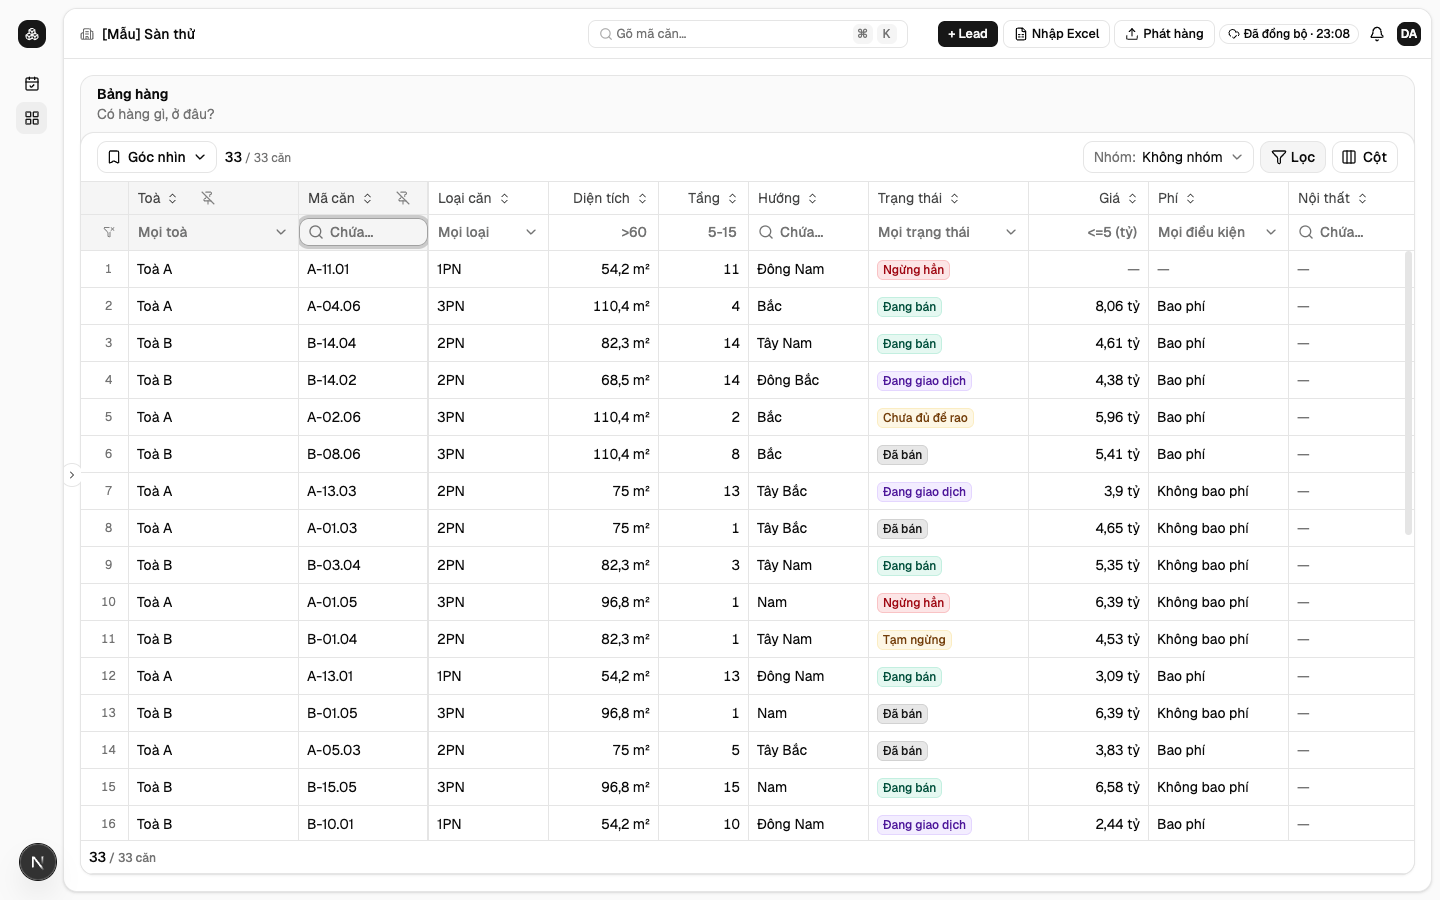 [Mẫu] Sàn thử
Gõ mã căn...
⌘ K
+ Lead
Nhập Excel
Phát hàng
Đã đồng bộ · 23:08
DA
Bảng hàng
Có hàng gì, ở đâu?
Góc nhìn
33 / 33 căn
Nhóm: Không nhóm
Lọc
Cột
Toà Mã căn Loại căn Diện tích Tầng Hướng Trạng thái Giá Phí Nội thất
Mọi toà Chứa... Mọi loại >60 5-15 Chứa... Mọi trạng thái <=5 (tỷ) Mọi điều kiện Chứa...
1 Toà A A-11.01 1PN 54,2 m² 11 Đông Nam Ngừng hẳn — — —
2 Toà A A-04.06 3PN 110,4 m² 4 Bắc Đang bán 8,06 tỷ Bao phí —
3 Toà B B-14.04 2PN 82,3 m² 14 Tây Nam Đang bán 4,61 tỷ Bao phí —
4 Toà B B-14.02 2PN 68,5 m² 14 Đông Bắc Đang giao dịch 4,38 tỷ Bao phí —
5 Toà A A-02.06 3PN 110,4 m² 2 Bắc Chưa đủ để rao 5,96 tỷ Bao phí —
6 Toà B B-08.06 3PN 110,4 m² 8 Bắc Đã bán 5,41 tỷ Bao phí —
7 Toà A A-13.03 2PN 75 m² 13 Tây Bắc Đang giao dịch 3,9 tỷ Không bao phí —
8 Toà A A-01.03 2PN 75 m² 1 Tây Bắc Đã bán 4,65 tỷ Không bao phí —
9 Toà B B-03.04 2PN 82,3 m² 3 Tây Nam Đang bán 5,35 tỷ Không bao phí —
10 Toà A A-01.05 3PN 96,8 m² 1 Nam Ngừng hẳn 6,39 tỷ Không bao phí —
11 Toà B B-01.04 2PN 82,3 m² 1 Tây Nam Tạm ngừng 4,53 tỷ Không bao phí —
12 Toà A A-13.01 1PN 54,2 m² 13 Đông Nam Đang bán 3,09 tỷ Bao phí —
13 Toà B B-01.05 3PN 96,8 m² 1 Nam Đã bán 6,39 tỷ Không bao phí —
14 Toà A A-05.03 2PN 75 m² 5 Tây Bắc Đã bán 3,83 tỷ Bao phí —
15 Toà B B-15.05 3PN 96,8 m² 15 Nam Đang bán 6,58 tỷ Không bao phí —
16 Toà B B-10.01 1PN 54,2 m² 10 Đông Nam Đang giao dịch 2,44 tỷ Bao phí —
33 / 33 căn
N